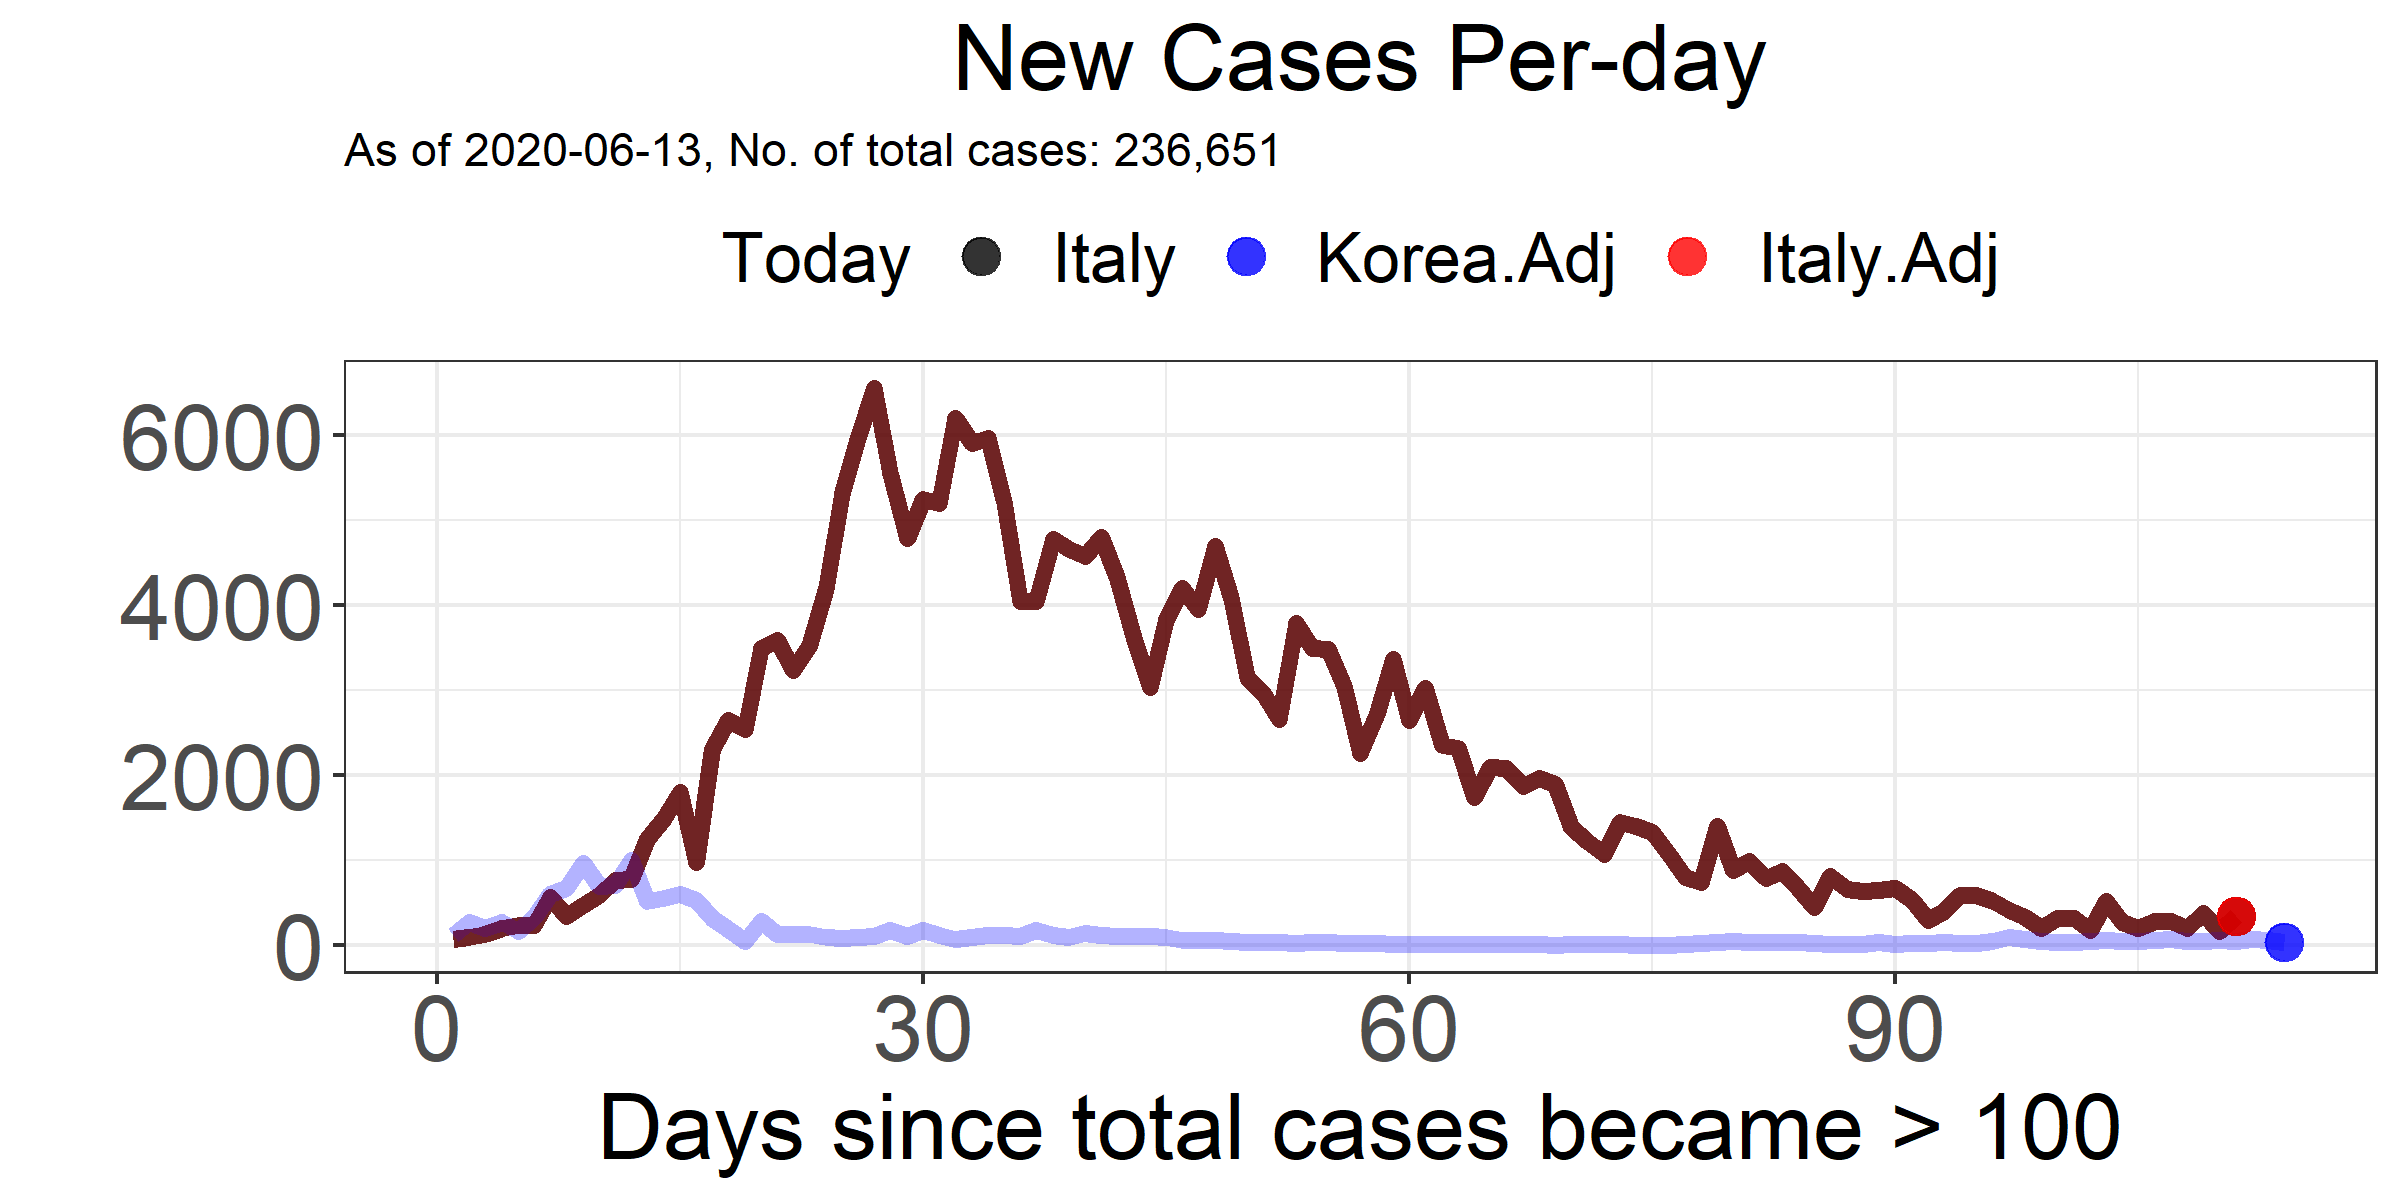 New Cases Per-day
As of 2020-06-13, No. of total cases: 236,651
Today Italy Korea.Adj Italy.Adj
6000
4000
2000
0
0 30 60 90
Days since total cases became > 100